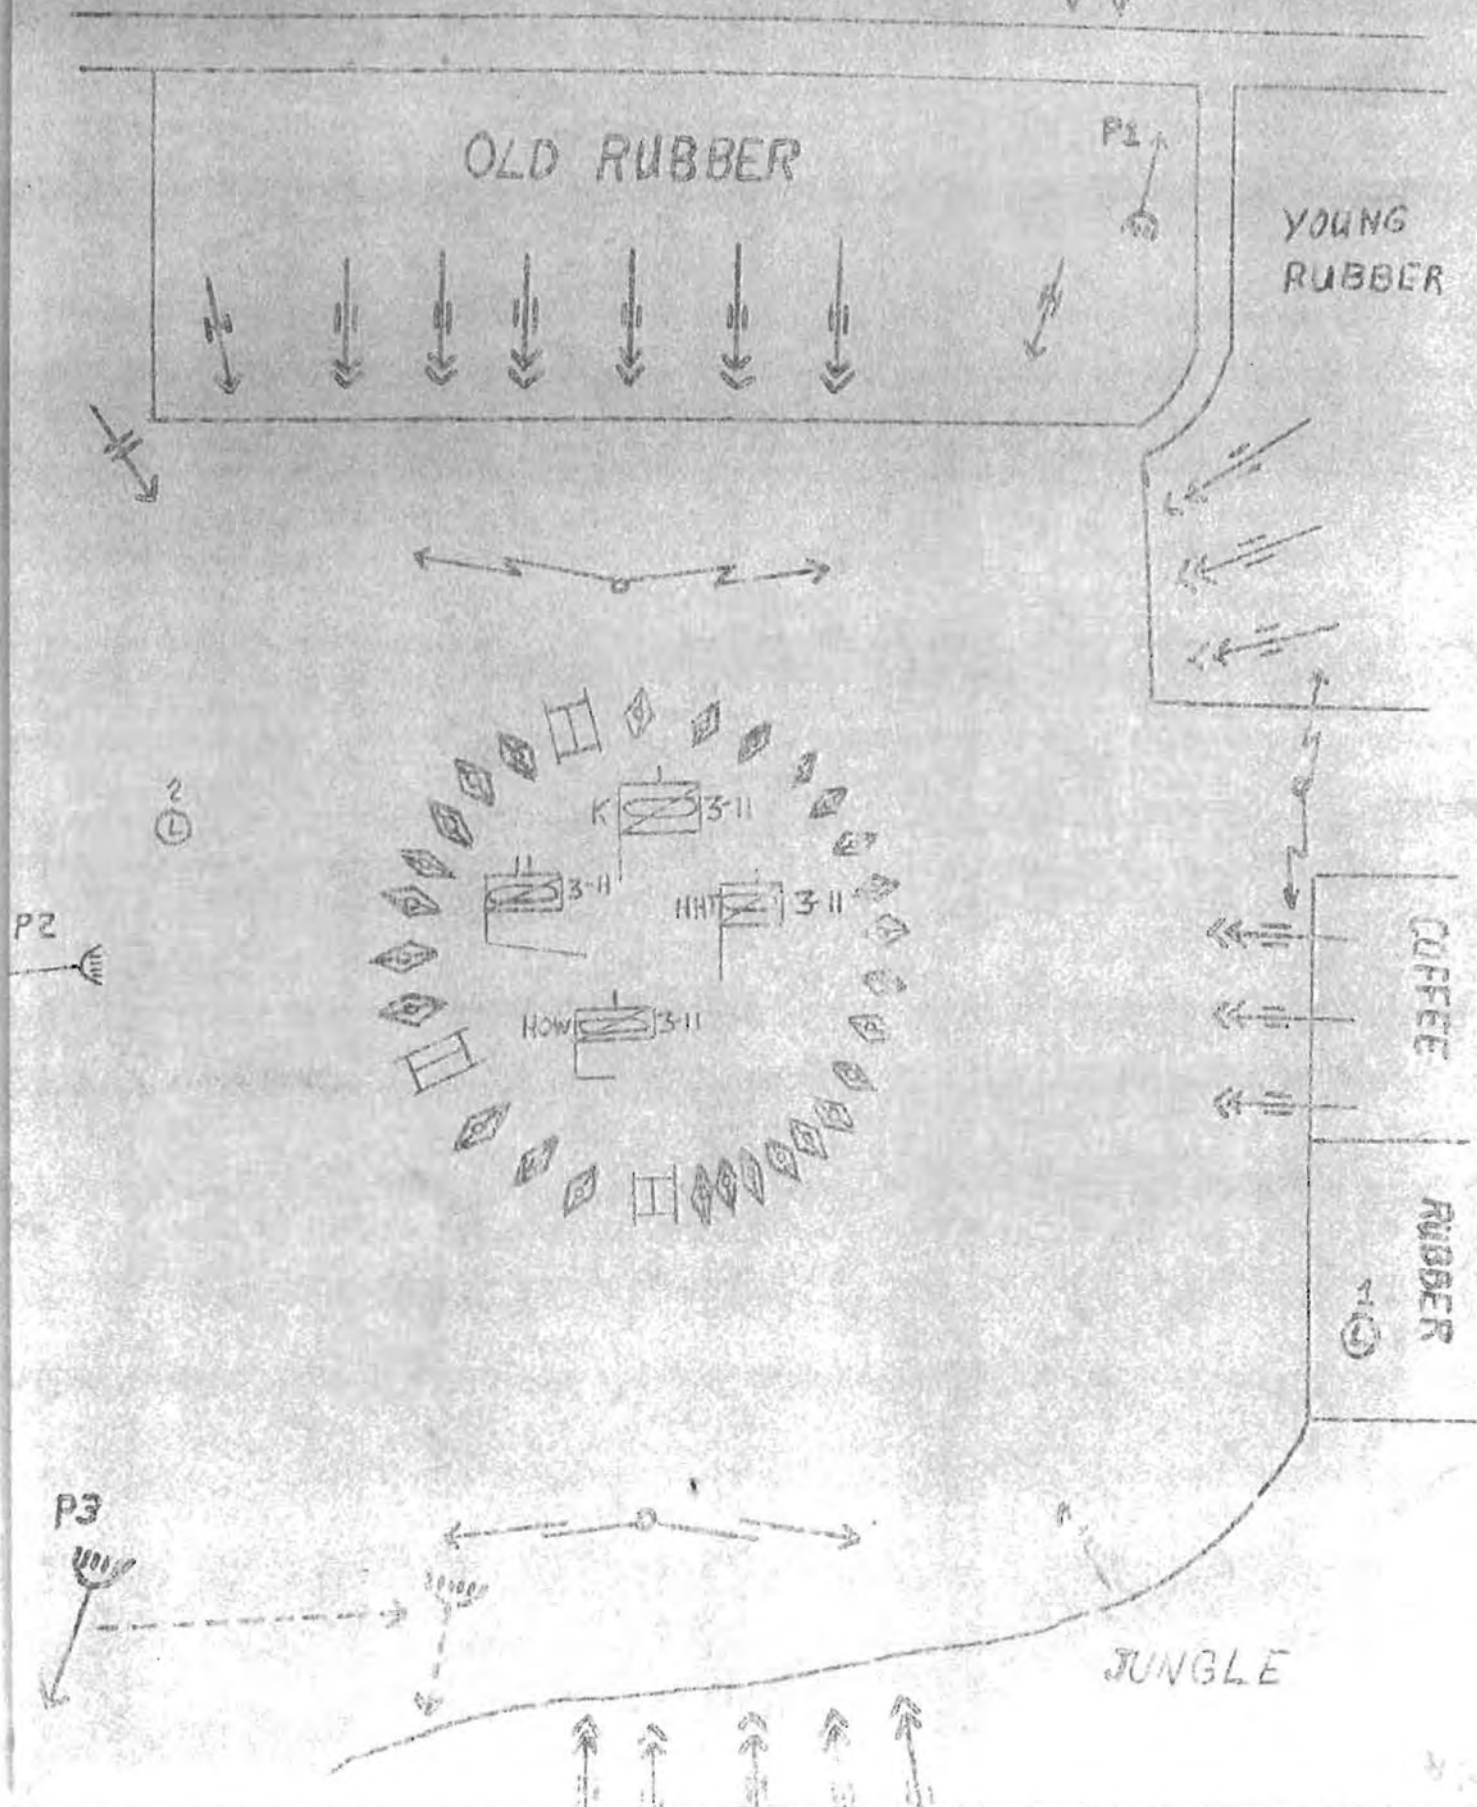 OLD RUBBER
P1
YOUNG
RUBBER
2
L
K 3-11
3-11
HHT 3-11
P2
COFFEE
HOW 3-11
RUBBER
1
L
P3
JUNGLE